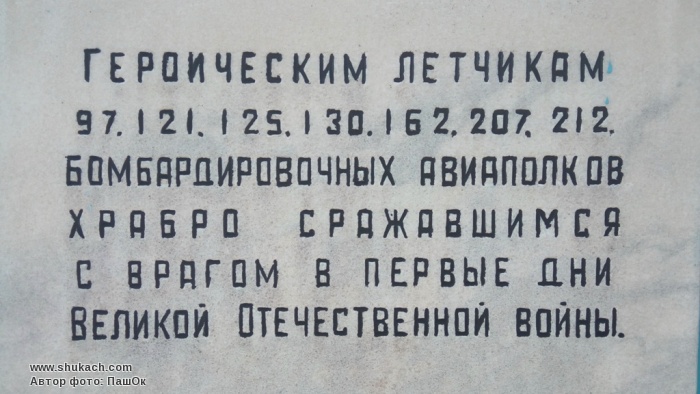 ГЕРОИЧЕСКИМ ЛЕТЧИКАМ
97. 121. 125. 130. 162. 207. 212.
БОМБАРДИРОВОЧНЫХ АВИАПОЛКОВ
ХРАБРО СРАЖАВШИМСЯ
С ВРАГОМ В ПЕРВЫЕ ДНИ
ВЕЛИКОЙ ОТЕЧЕСТВЕННОЙ ВОЙНЫ.
www.shukach.com
Автор фото: ПашОк